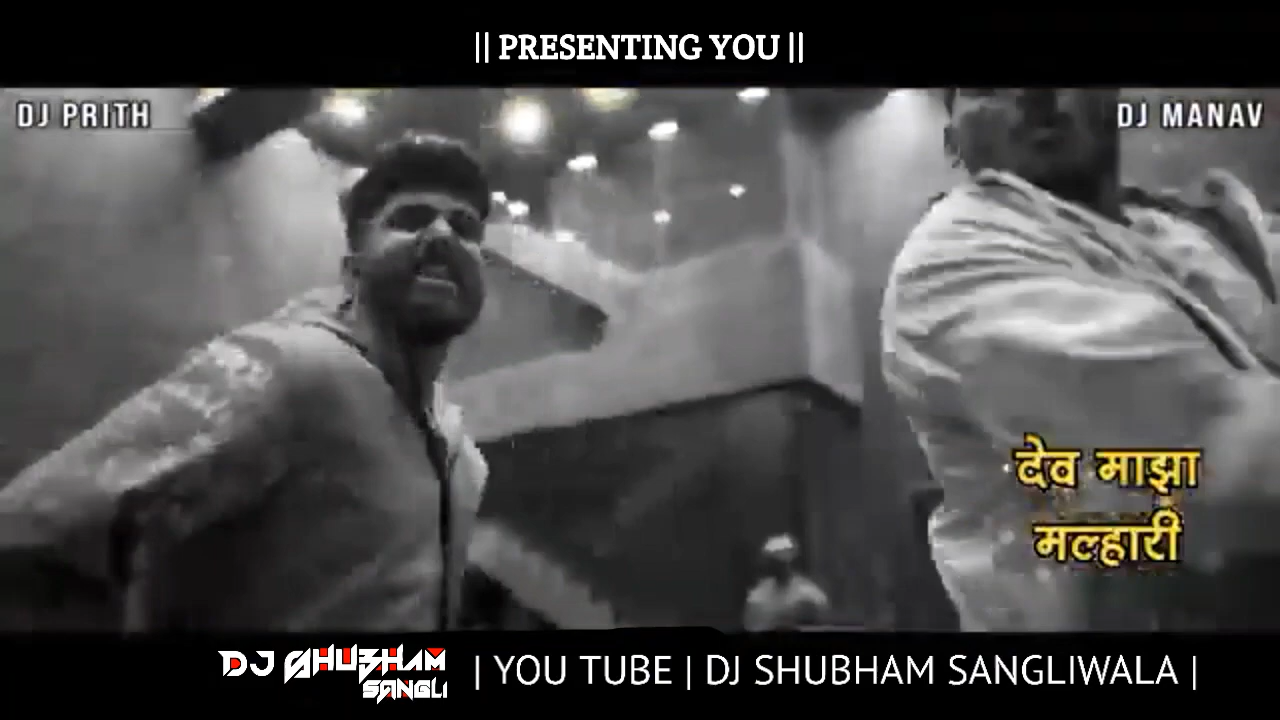 || PRESENTING YOU ||
DJ PRITH
DJ MANAV
देव माझा
मल्हारी
DJ SHUBHAM
SANGLI
| YOU TUBE | DJ SHUBHAM SANGLIWALA |